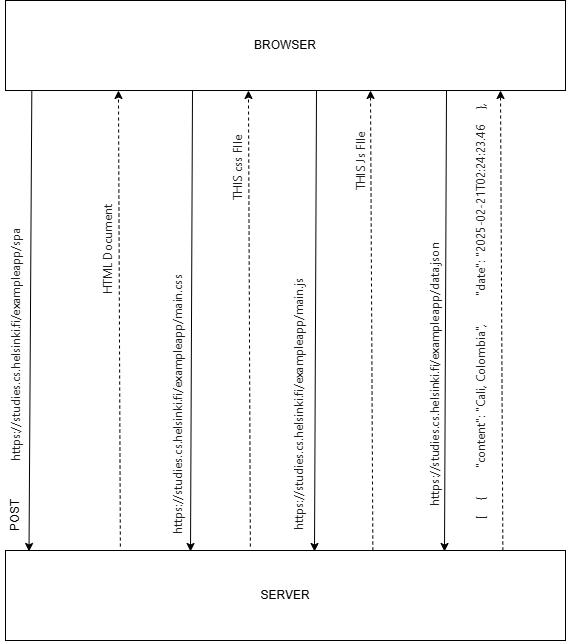 BROWSER
POST https://studies.cs.helsinki.fi/exampleapp/spa
HTML Document
https://studies.cs.helsinki.fi/exampleapp/main.css
THIS css FIle
https://studies.cs.helsinki.fi/exampleapp/main.js
THIS Js FIle
https://studies.cs.helsinki.fi/exampleapp/data.json
[ { "content": "Cali, Colombia", "date": "2025-02-21T02:24:23.46 },
SERVER